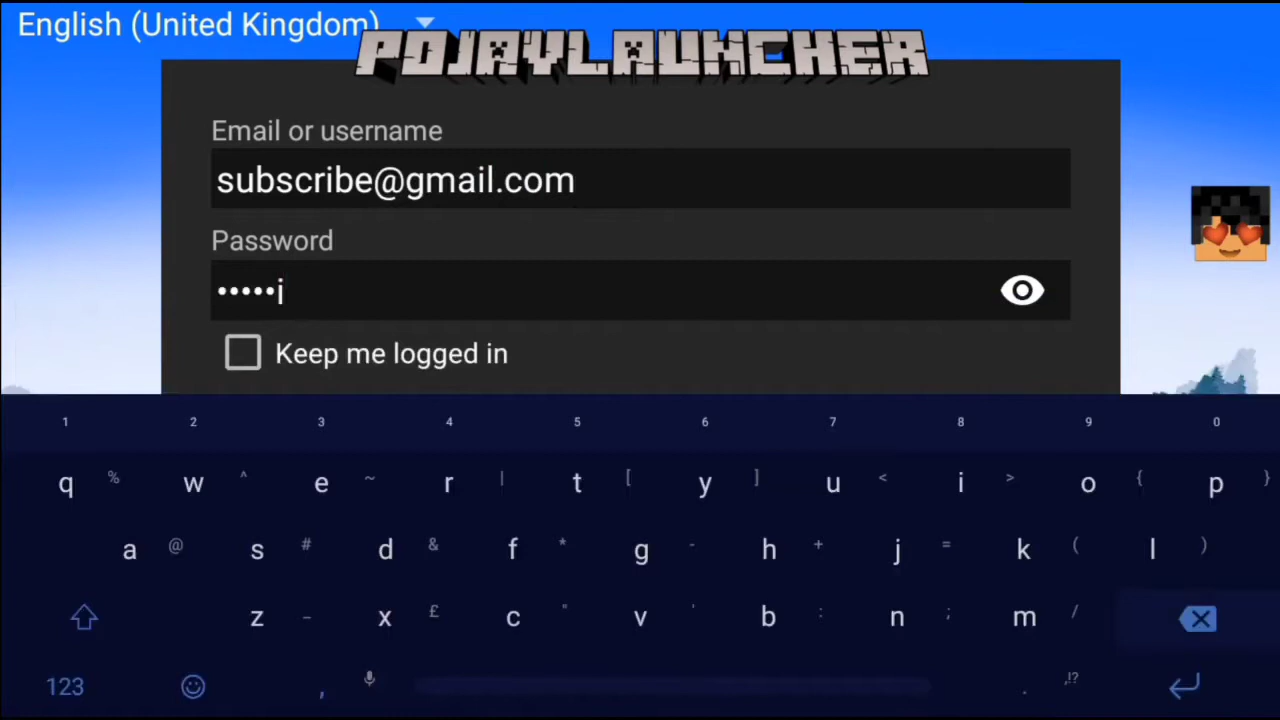 English (United Kingdom)
POJAVLAUNCHER
Email or username
subscribe@gmail.com
Password
•••••i
Keep me logged in
1 2 3 4 5 6 7 8 9 0
q % w ^ e ~ r | t [ y ] u < i > o { p }
a @ s # d & f * g - h + j = k ( l )
z _ x £ c " v ' b : n ; m /
123 , . ,!?